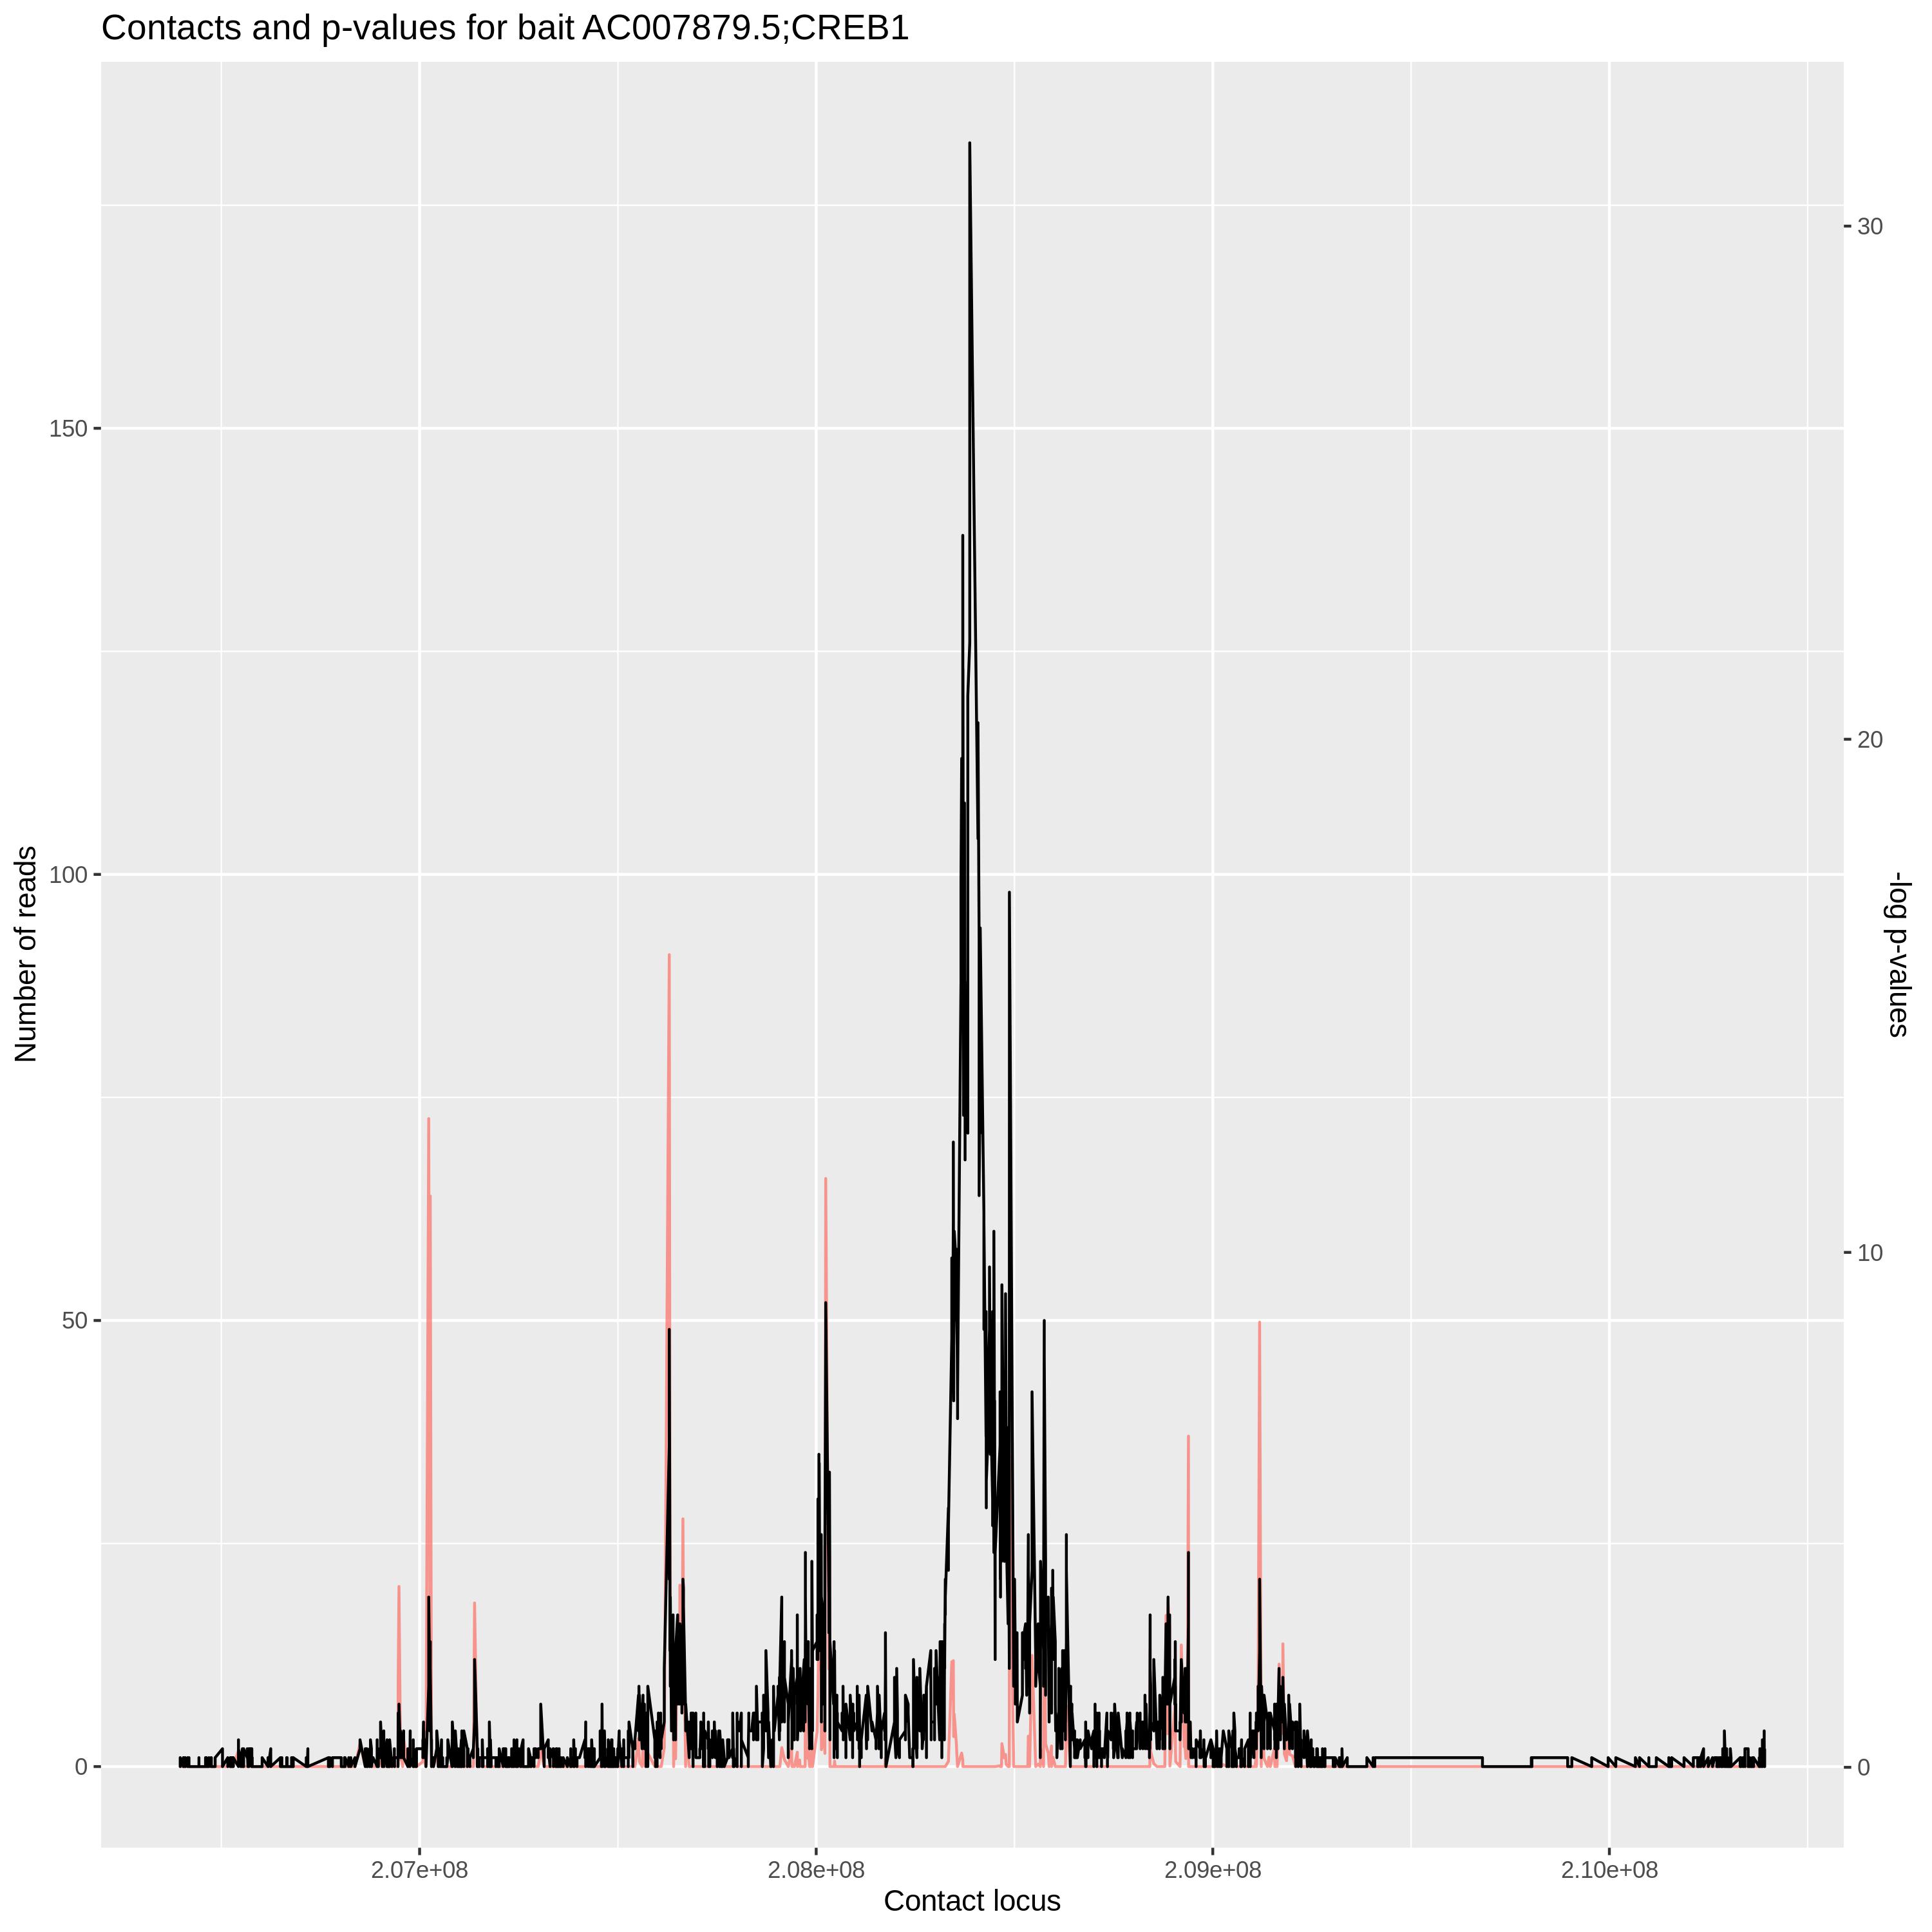 Contacts and p-values for bait AC007879.5;CREB1
Number of reads
150
100
50
0
30
20
10
0
-log p-values
2.07e+08 2.08e+08 2.09e+08 2.10e+08
Contact locus